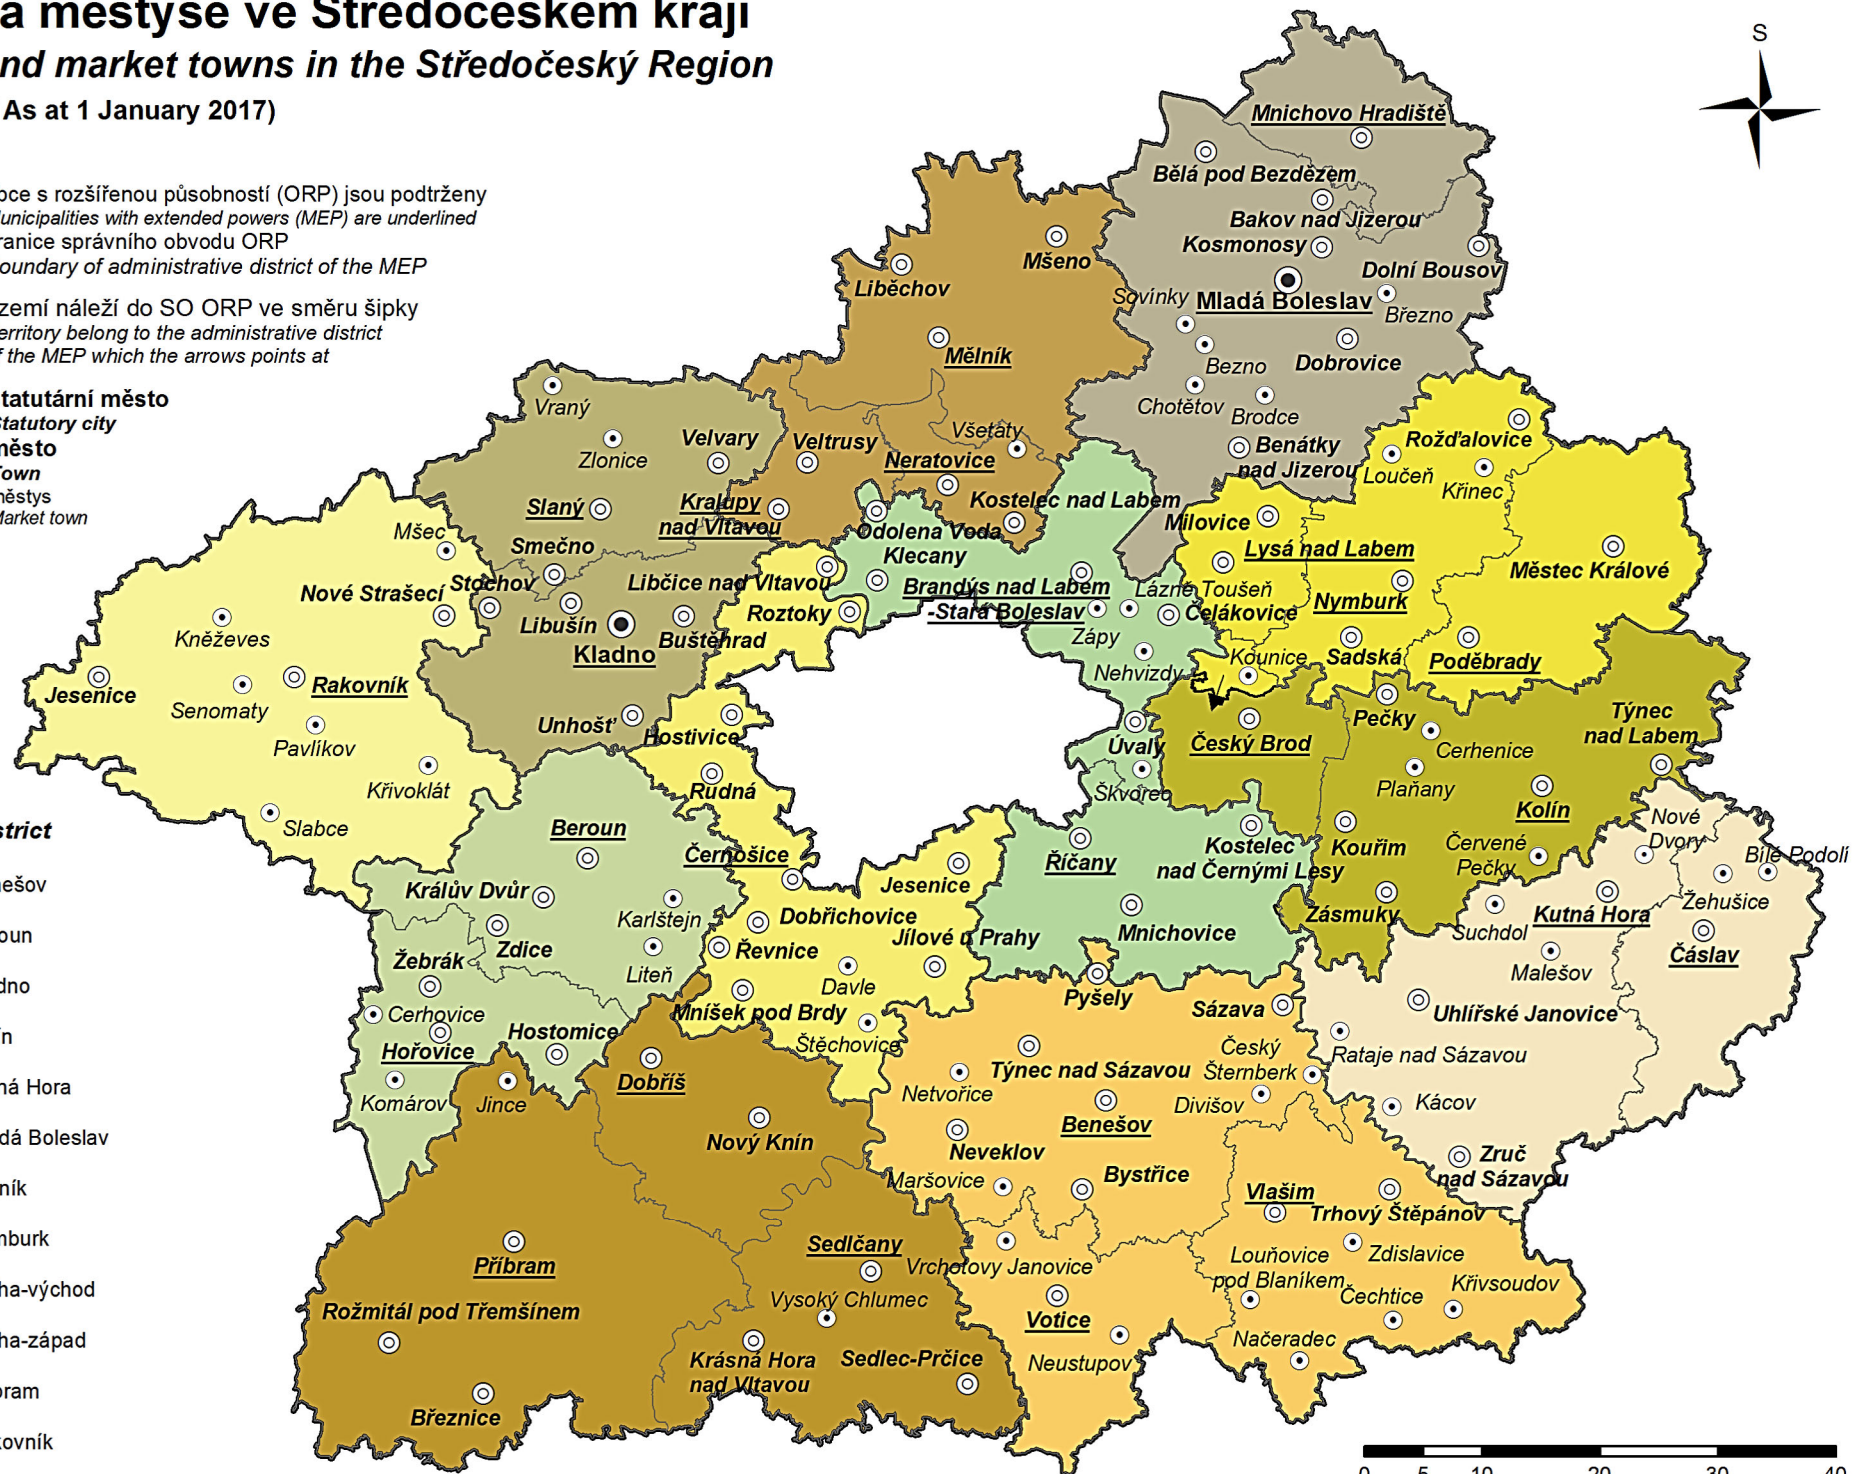 a městyse ve Středočeském kraji
nd market towns in the Středočeský Region
As at 1 January 2017)
S
bce s rozšířenou působností (ORP) jsou podtrženy
unicipalities with extended powers (MEP) are underlined
ranice správního obvodu ORP
oundary of administrative district of the MEP
zemí náleží do SO ORP ve směru šipky
erritory belong to the administrative district
f the MEP which the arrows points at
tatutární město
Statutory city
město
Town
městys
Market town
strict
nešov
oun
dno
ín
ná Hora
dá Boleslav
ník
mburk
ha-východ
ha-západ
bram
kovník
Mnichovo Hradiště
Bělá pod Bezdězem
Bakov nad Jizerou
Kosmonosy
Dolní Bousov
Mladá Boleslav
Sovínky
Březno
Bezno
Dobrovice
Chotětov
Brodce
Benátky
nad Jizerou
Mšeno
Liběchov
Mělník
Všetaty
Veltrusy
Neratovice
Kralupy
nad Vltavou
Kostelec nad Labem
Vraný
Zlonice
Velvary
Slaný
Smečno
Stochov
Libušín
Kladno
Buštěhrad
Unhošť
Mšec
Nové Strašecí
Kněževes
Jesenice
Senomaty
Rakovník
Pavlíkov
Křivoklát
Slabce
Libčice nad Vltavou
Roztoky
Hostivice
Rudná
Černošice
Jesenice
Dobřichovice
Jílové u Prahy
Řevnice
Davle
Mníšek pod Brdy
Štěchovice
Odolena Voda
Klecany
Brandýs nad Labem
-Stará Boleslav
Lázně Toušeň
Čelákovice
Zápy
Nehvizdy
Úvaly
Škvorec
Říčany
Kostelec
nad Černými Lesy
Mnichovice
Rožďalovice
Loučeň
Křinec
Milovice
Lysá nad Labem
Městec Králové
Nymburk
Kounice
Sadská
Poděbrady
Český Brod
Pečky
Cerhenice
Týnec
nad Labem
Plaňany
Kolín
Kouřim
Červené
Pečky
Zásmuky
Nové
Dvory
Bílé Podolí
Žehušice
Kutná Hora
Suchdol
Čáslav
Malešov
Uhlířské Janovice
Rataje nad Sázavou
Kácov
Zruč
nad Sázavou
Beroun
Králův Dvůr
Karlštejn
Zdice
Žebrák
Liteň
Cerhovice
Hořovice
Hostomice
Komárov
Jince
Dobříš
Nový Knín
Příbram
Rožmitál pod Třemšínem
Březnice
Sedlčany
Vysoký Chlumec
Krásná Hora
nad Vltavou
Sedlec-Prčice
Pyšely
Sázava
Týnec nad Sázavou
Netvořice
Český
Šternberk
Divišov
Benešov
Neveklov
Maršovice
Bystřice
Vlašim
Trhový Štěpánov
Vrchotovy Janovice
Louňovice
pod Blaníkem
Zdislavice
Křivsoudov
Čechtice
Votice
Neustupov
Načeradec
0 5 10 20 30 40